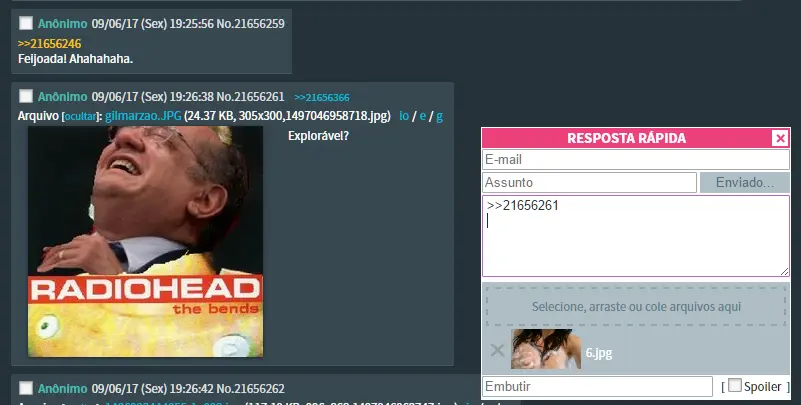 Anônimo 09/06/17 (Sex) 19:25:56 No.21656259
>>21656246
Feijoada! Ahahahaha.
Anônimo 09/06/17 (Sex) 19:26:38 No.21656261 >>21656366
Arquivo [ocultar]: gilmarzao.JPG (24.37 KB, 305x300,1497046958718.jpg) io / e / g
Explorável?
RADIOHEAD
the bends
Anônimo 09/06/17 (Sex) 19:26:42 No.21656262
RESPOSTA RÁPIDA
E-mail
Assunto
Enviado...
>>21656261
Selecione, arraste ou cole arquivos aqui
6.jpg
Embutir
[ Spoiler ]